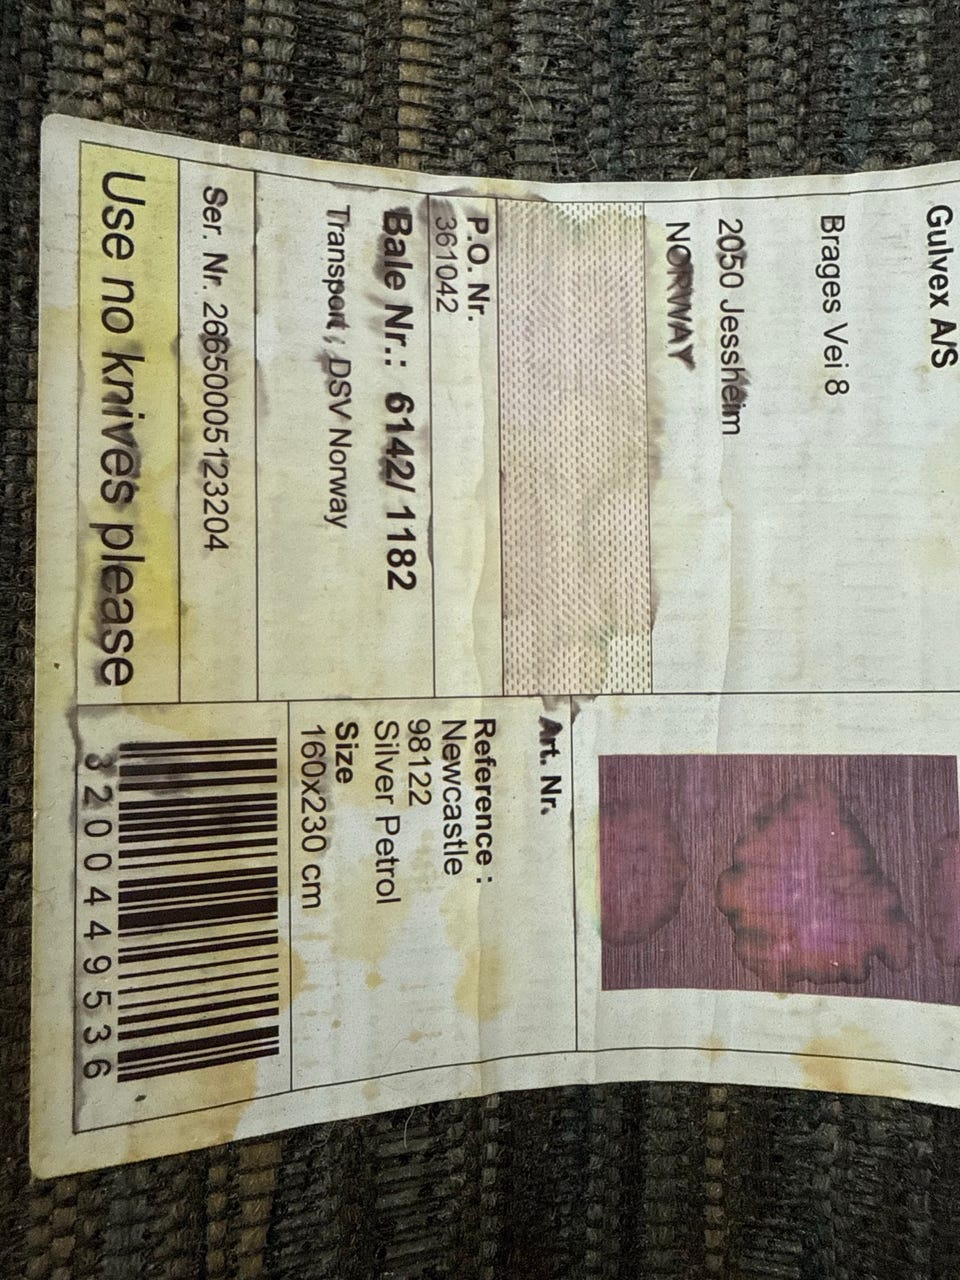 Gulvex A/S
Brages Vei 8
2050 Jessheim
NORWAY
P.O. Nr.
361042
Bale Nr.: 6142/ 1182
Transport : DSV Norway
Ser. Nr. 26650005123204
Use no knives please
Art. Nr.
Reference :
Newcastle
98122
Silver Petrol
Size
160x230 cm
3200449536